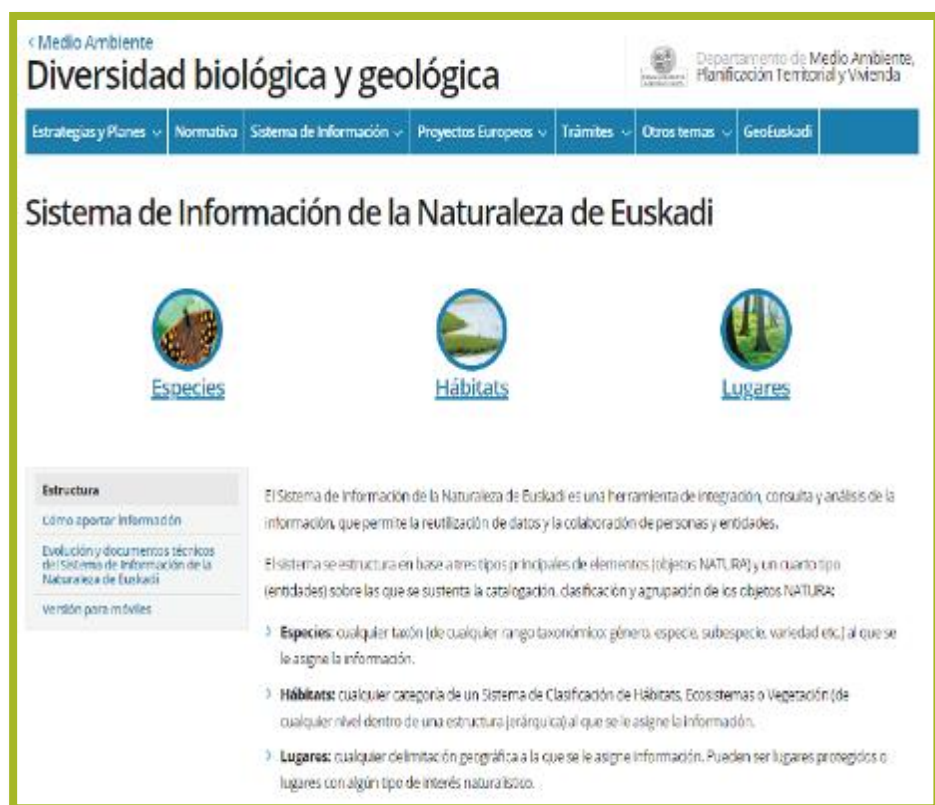 < Medio Ambiente
Diversidad biológica y geológica
Departamento de Medio Ambiente,
Planificación Territorial y Vivienda
Estrategias y Planes Normativa Sistema de Información Proyectos Europeos Trámites Otros temas GeoEuskadi
Sistema de Información de la Naturaleza de Euskadi
Especies Hábitats Lugares
Estructura
Cómo aportar información
Evolución y documentos técnicos
del Sistema de Información de la
Naturaleza de Euskadi
Versión para móviles
El Sistema de Información de la Naturaleza de Euskadi es una herramienta de integración, consulta y análisis de la
información, que permite la reutilización de datos y la colaboración de personas y entidades.
El sistema se estructura en base a tres tipos principales de elementos (objetos NATURA) y un cuarto tipo
(entidades) sobre las que se sustenta la catalogación, clasificación y agrupación de los objetos NATURA:
Especies: cualquier taxón (de cualquier rango taxonómico: género, especie, subespecie, variedad etc.) al que se
le asigne la información.
Hábitats: cualquier categoría de un Sistema de Clasificación de Hábitats, Ecosistemas o Vegetación (de
cualquier nivel dentro de una estructura jerárquica) al que se le asigne la información.
Lugares: cualquier delimitación geográfica a la que se le asigne información. Pueden ser lugares protegidos o
lugares con algún tipo de interés naturalístico.